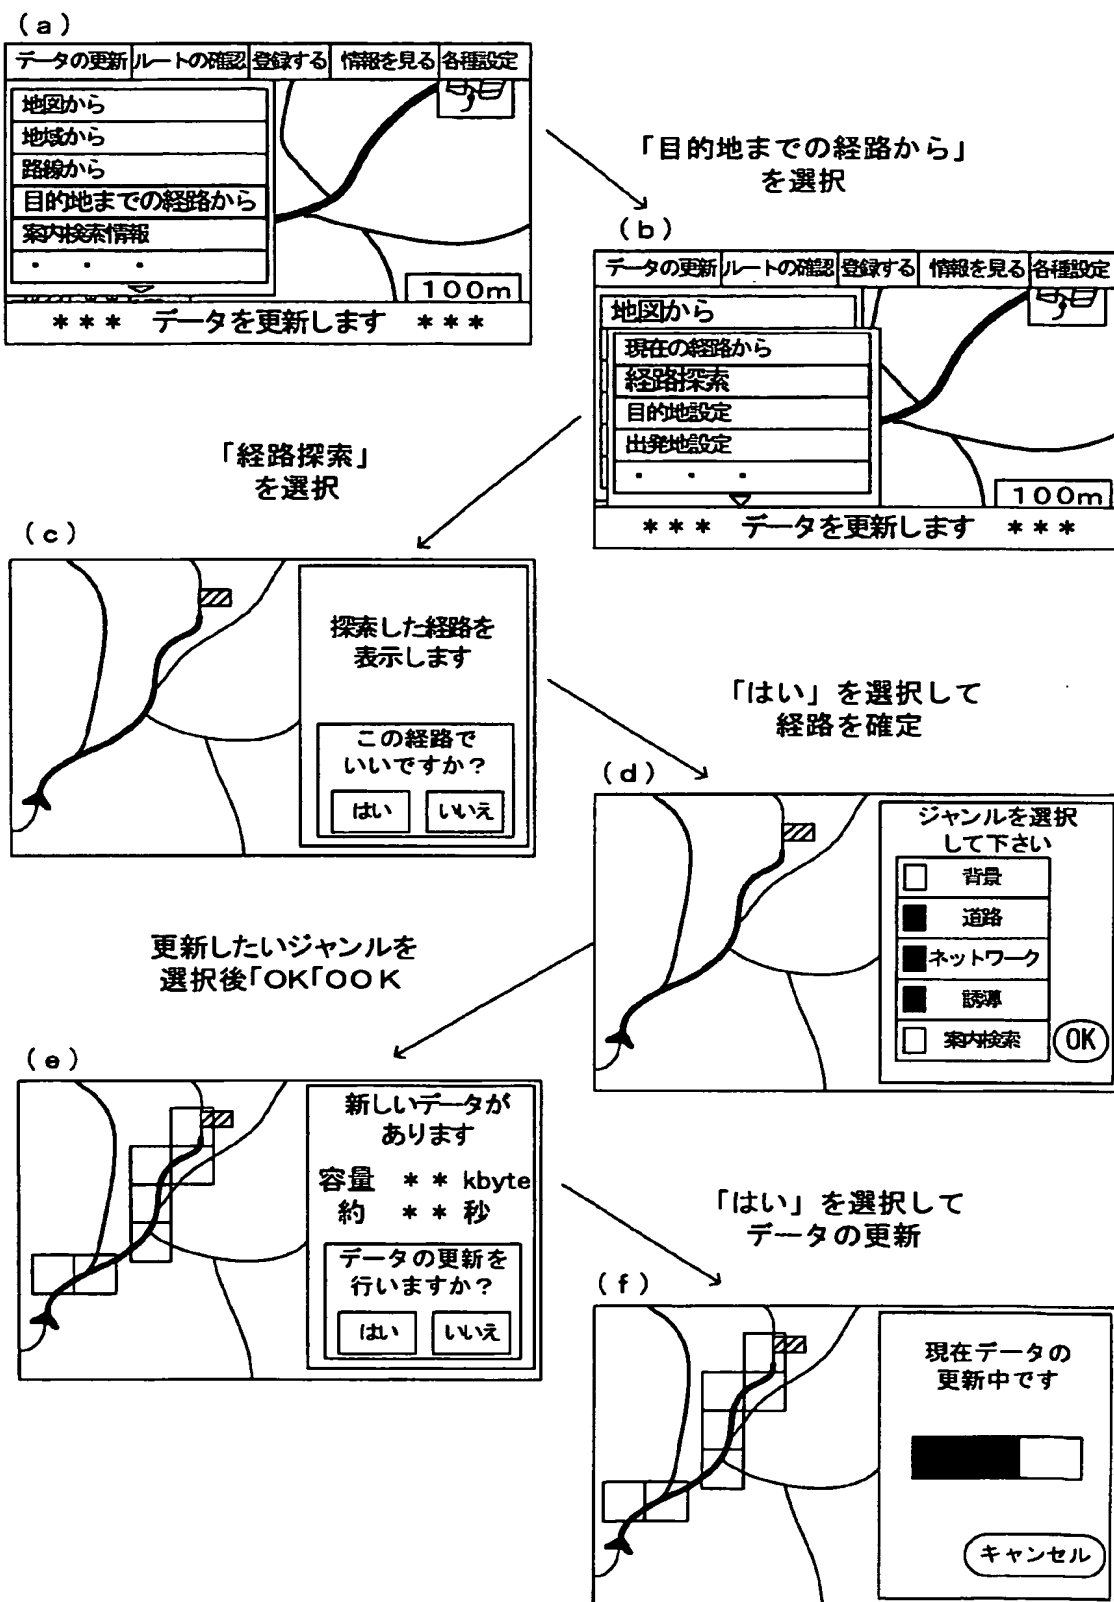 (a)
データの更新 ルートの確認 登録する 情報を見る 各種設定
地図から
地域から
路線から
目的地までの経路から
案内検索情報
・ ・ ・
100m
*** データを更新します ***
「目的地までの経路から」
を選択
(b)
データの更新 ルートの確認 登録する 情報を見る 各種設定
地図から
現在の経路から
経路探索
目的地設定
出発地設定
・ ・ ・
100m
*** データを更新します ***
「経路探索」
を選択
(c)
探索した経路を
表示します
この経路で
いいですか?
はい いいえ
「はい」を選択して
経路を確定
(d)
ジャンルを選択
して下さい
背景
道路
ネットワーク
誘導
案内検索
OK
更新したいジャンルを
選択後「OK「OOK
(e)
新しいデータが
あります
容量 ** kbyte
約 ** 秒
データの更新を
行いますか?
はい いいえ
「はい」を選択して
データの更新
(f)
現在データの
更新中です
キャンセル